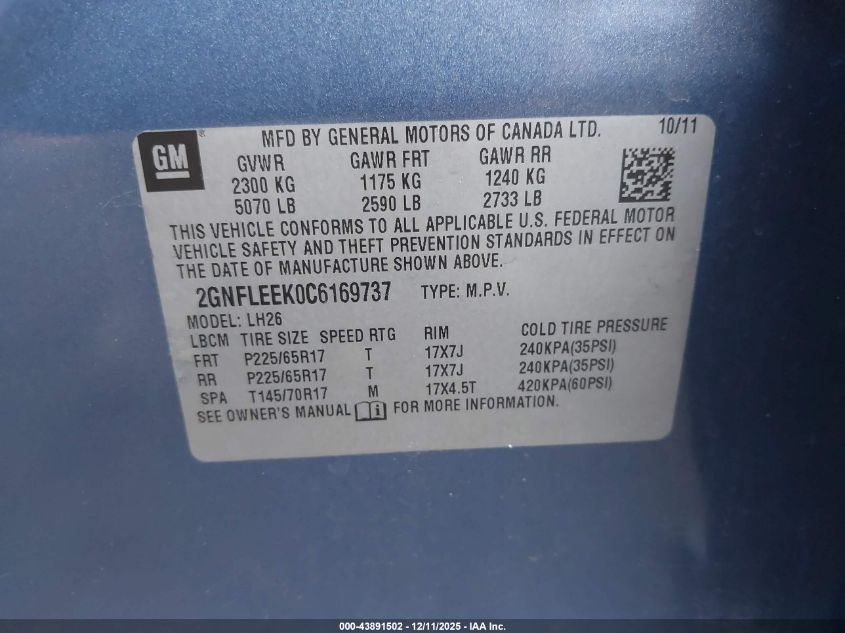 GM ® MFD BY GENERAL MOTORS OF CANADA LTD. 10/11
GVWR GAWR FRT GAWR RR
2300 KG 1175 KG 1240 KG
5070 LB 2590 LB 2733 LB
THIS VEHICLE CONFORMS TO ALL APPLICABLE U.S. FEDERAL MOTOR
VEHICLE SAFETY AND THEFT PREVENTION STANDARDS IN EFFECT ON
THE DATE OF MANUFACTURE SHOWN ABOVE.
2GNFLEEK0C6169737 TYPE: M.P.V.
MODEL: LH26
LBCM TIRE SIZE SPEED RTG RIM COLD TIRE PRESSURE
FRT P225/65R17 T 17X7J 240KPA(35PSI)
RR P225/65R17 T 17X7J 240KPA(35PSI)
SPA T145/70R17 M 17X4.5T 420KPA(60PSI)
SEE OWNER'S MANUAL FOR MORE INFORMATION.
000-43891502 - 12/11/2025 - IAA Inc.